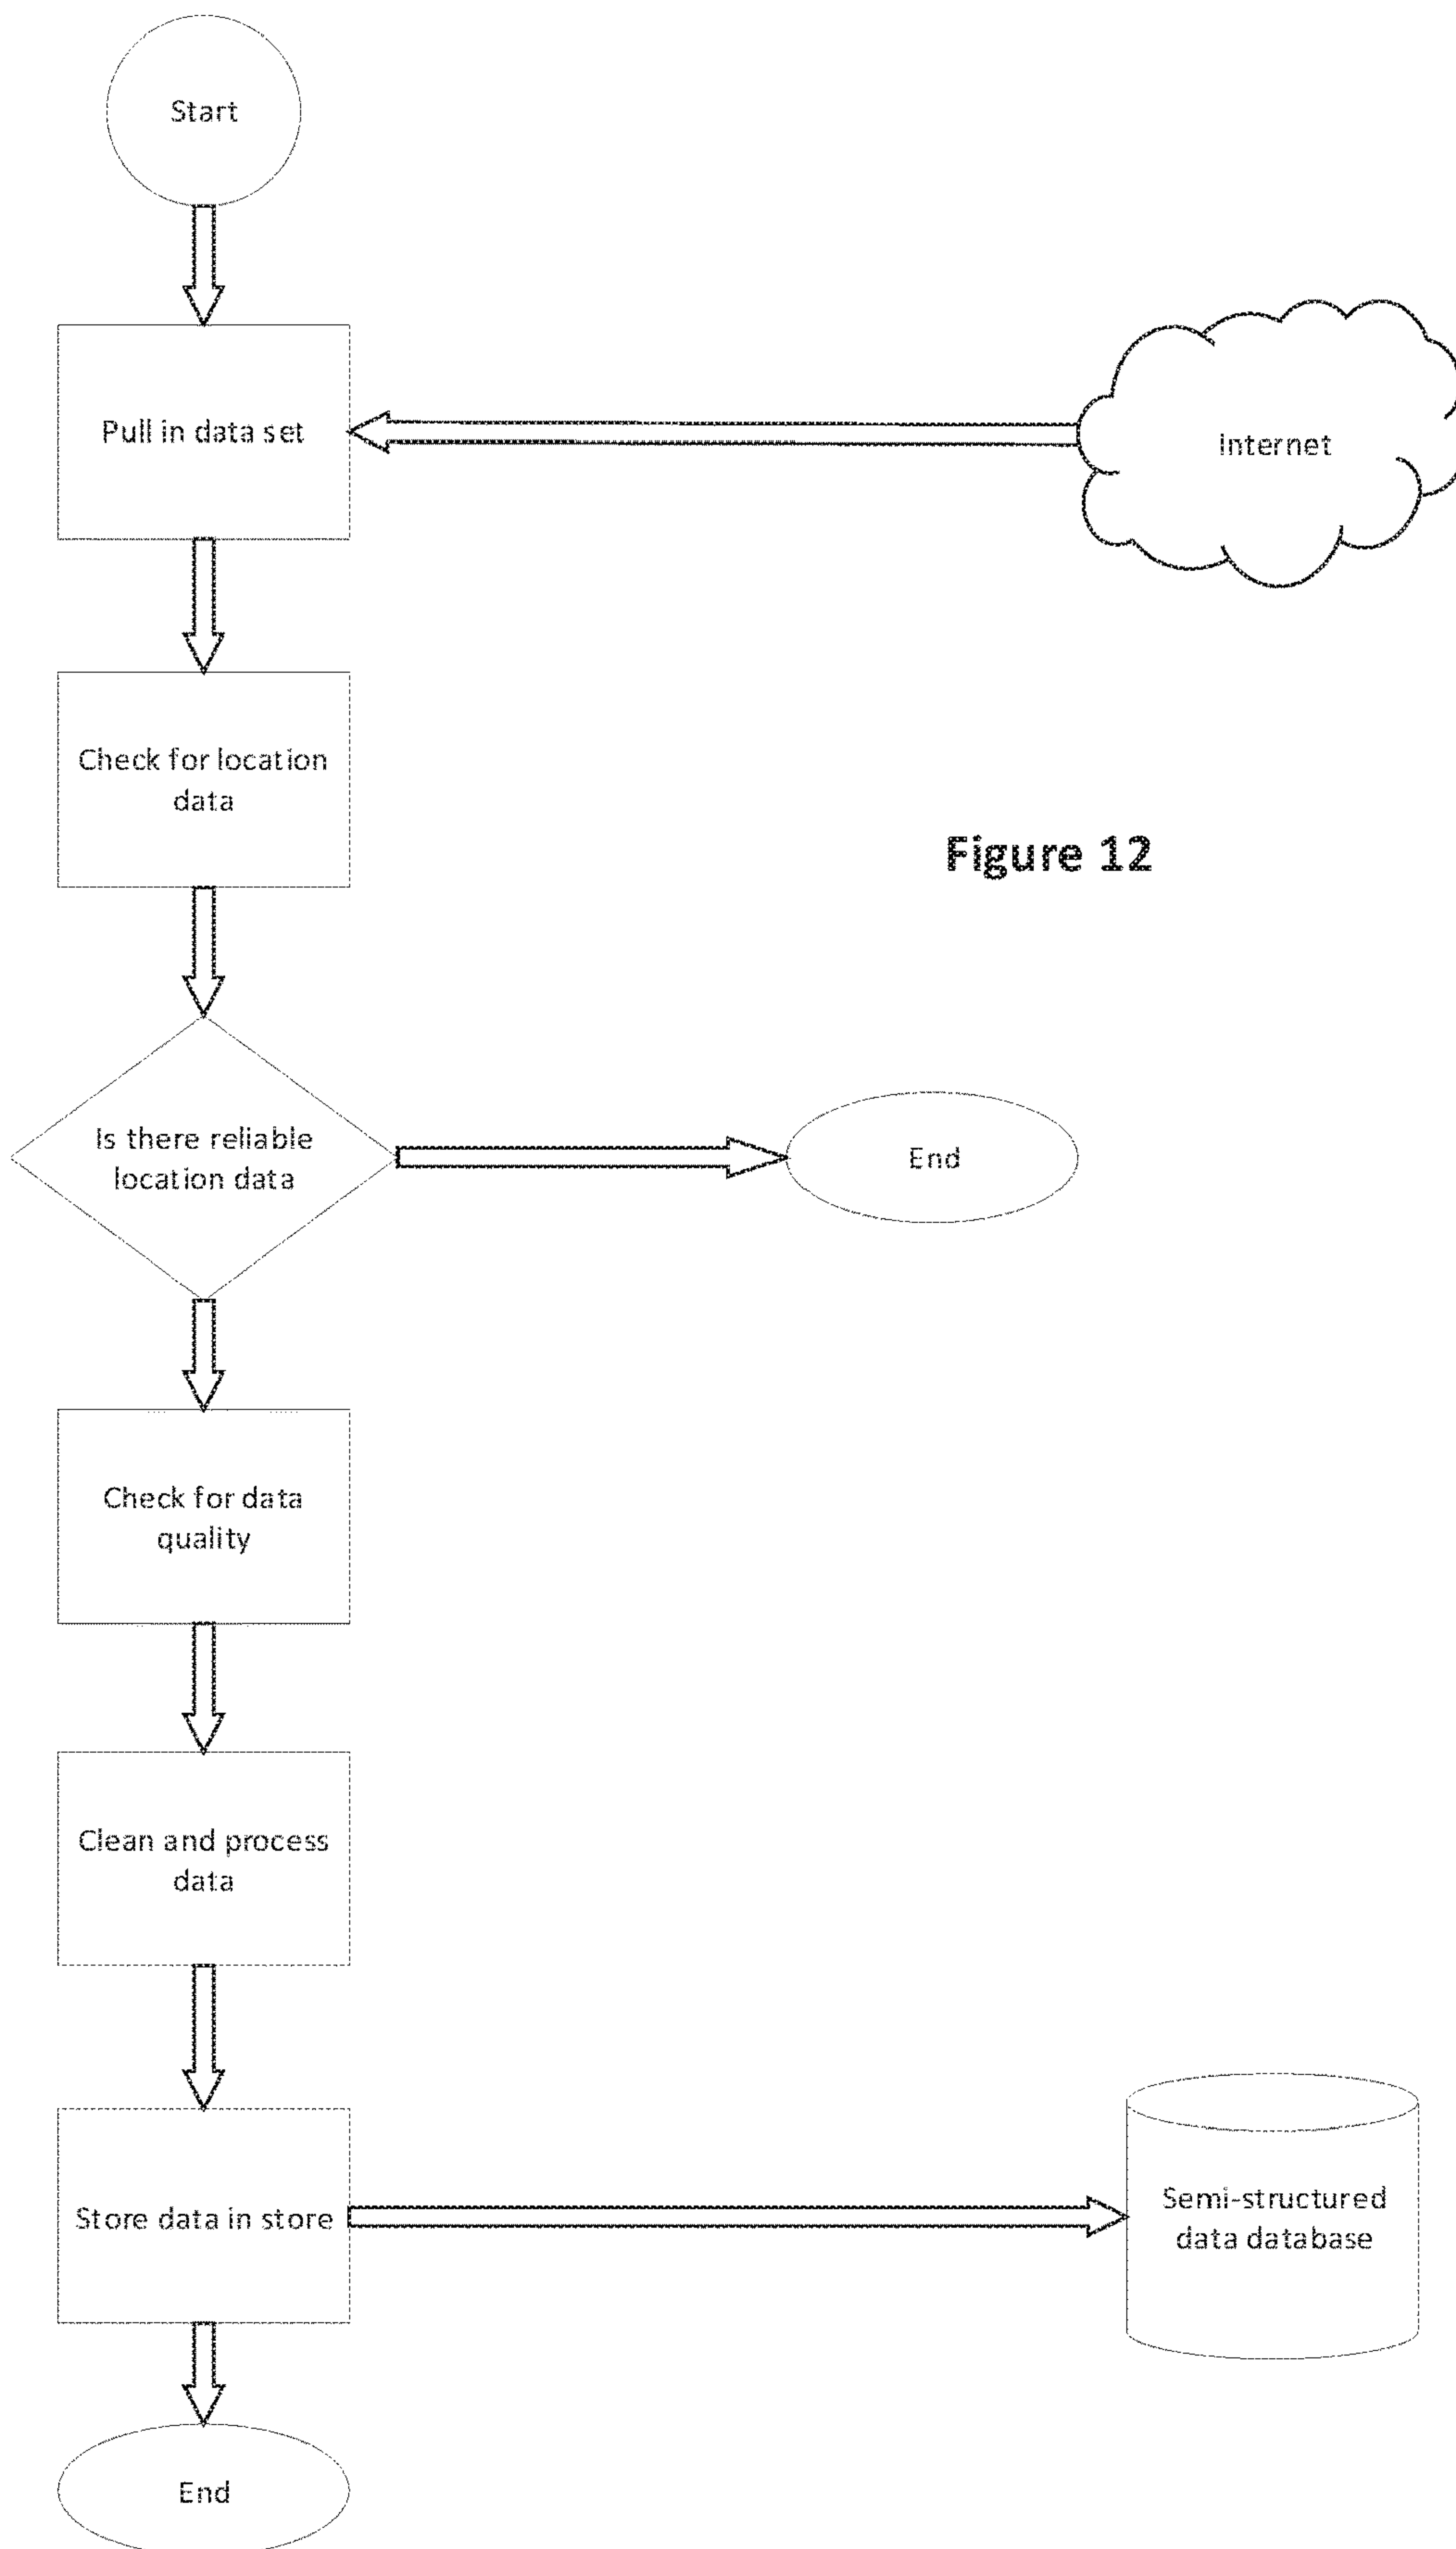 Start
Pull in data set
Internet
Check for location
data
Figure 12
Is there reliable
location data
End
Check for data
quality
Clean and process
data
Store data in store
Semi-structured
data database
End